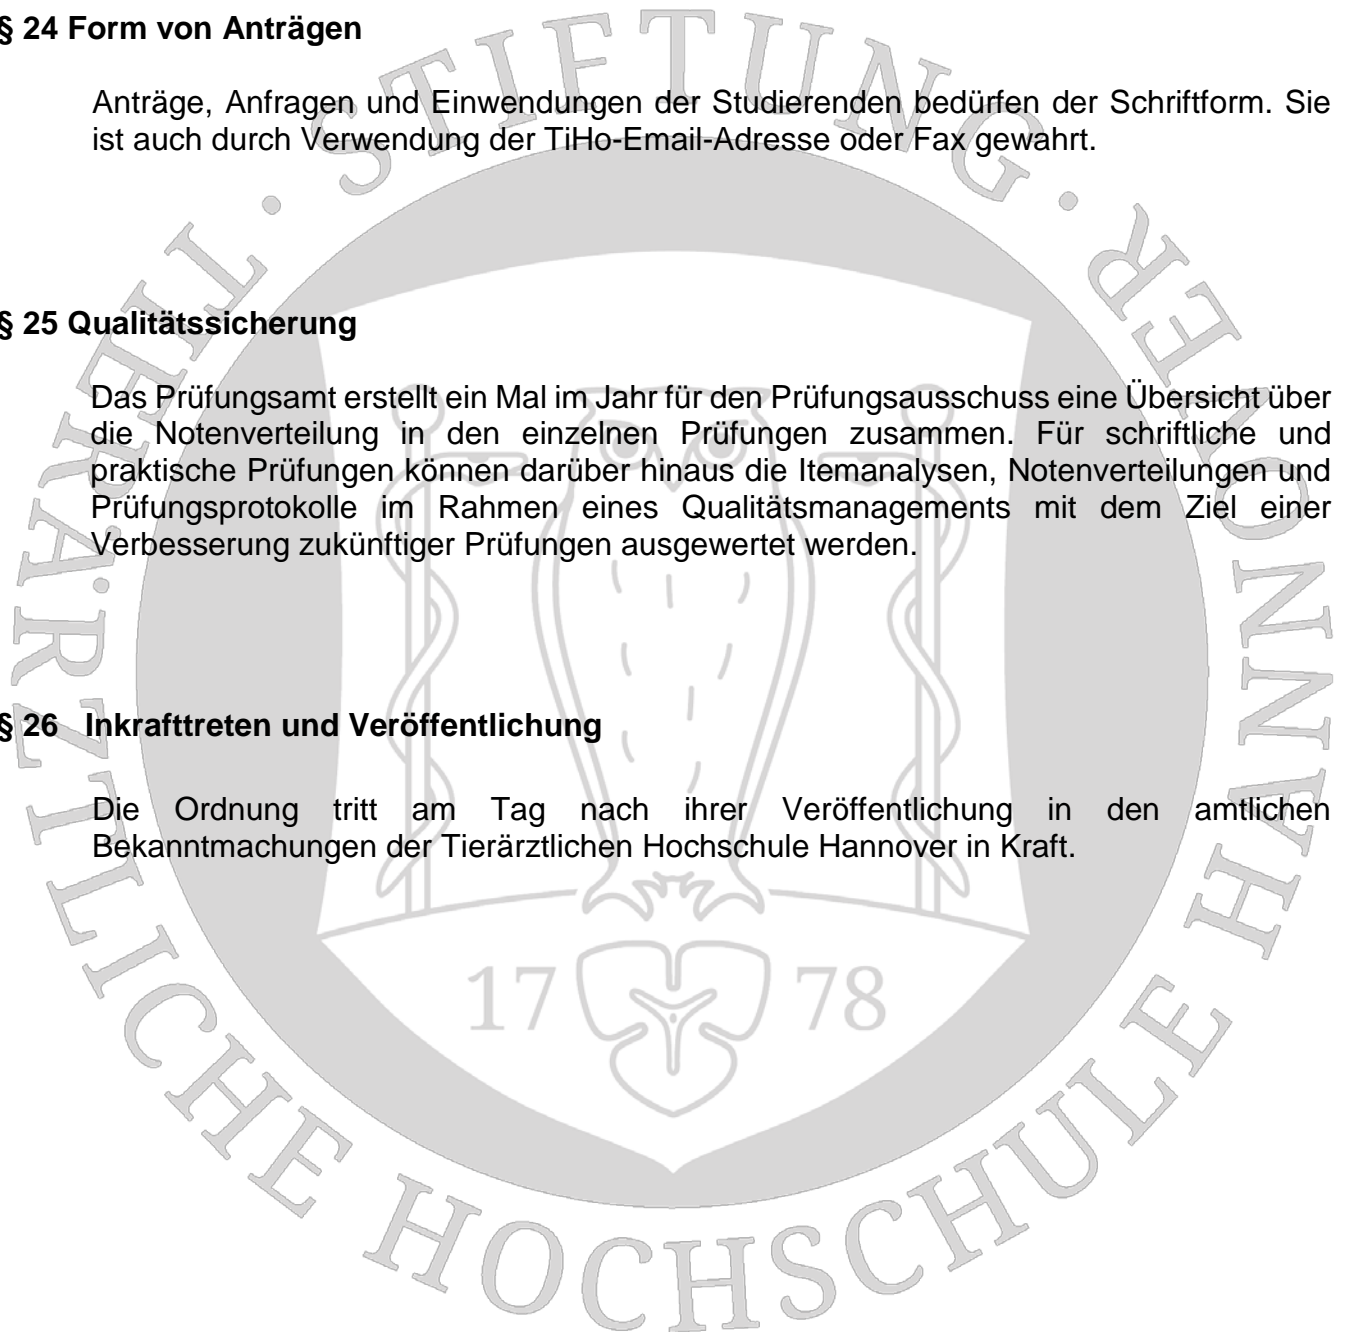 § 24 Form von Anträgen
Anträge, Anfragen und Einwendungen der Studierenden bedürfen der Schriftform. Sie
ist auch durch Verwendung der TiHo-Email-Adresse oder Fax gewahrt.
§ 25 Qualitätssicherung
Das Prüfungsamt erstellt ein Mal im Jahr für den Prüfungsausschuss eine Übersicht über
die Notenverteilung in den einzelnen Prüfungen zusammen. Für schriftliche und
praktische Prüfungen können darüber hinaus die Itemanalysen, Notenverteilungen und
Prüfungsprotokolle im Rahmen eines Qualitätsmanagements mit dem Ziel einer
Verbesserung zukünftiger Prüfungen ausgewertet werden.
§ 26 Inkrafttreten und Veröffentlichung
Die Ordnung tritt am Tag nach ihrer Veröffentlichung in den amtlichen
Bekanntmachungen der Tierärztlichen Hochschule Hannover in Kraft.
STIFTUNG · TIERÄRZTLICHE HOCHSCHULE HANNOVER ·
17 78